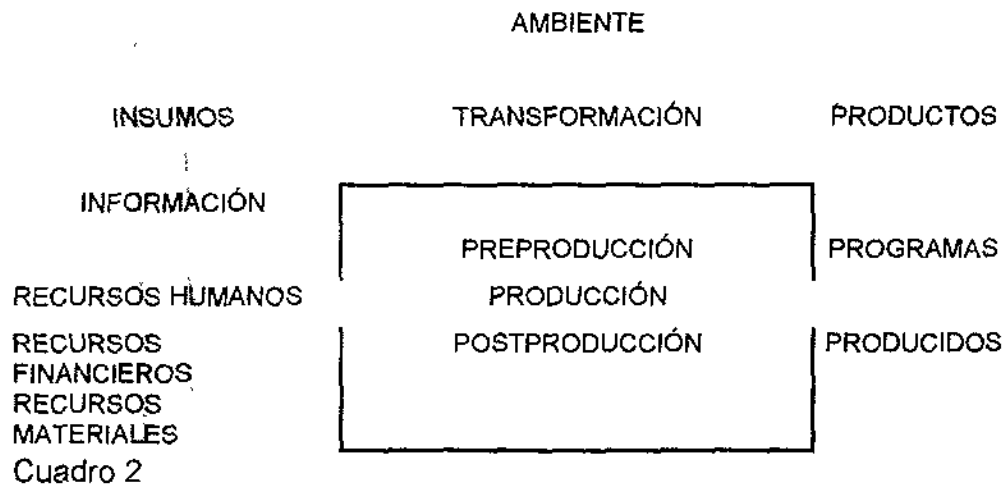 AMBIENTE
INSUMOS TRANSFORMACIÓN PRODUCTOS
INFORMACIÓN
PREPRODUCCIÓN PROGRAMAS
RECURSOS HUMANOS PRODUCCIÓN
RECURSOS POSTPRODUCCIÓN PRODUCIDOS
FINANCIEROS
RECURSOS
MATERIALES
Cuadro 2